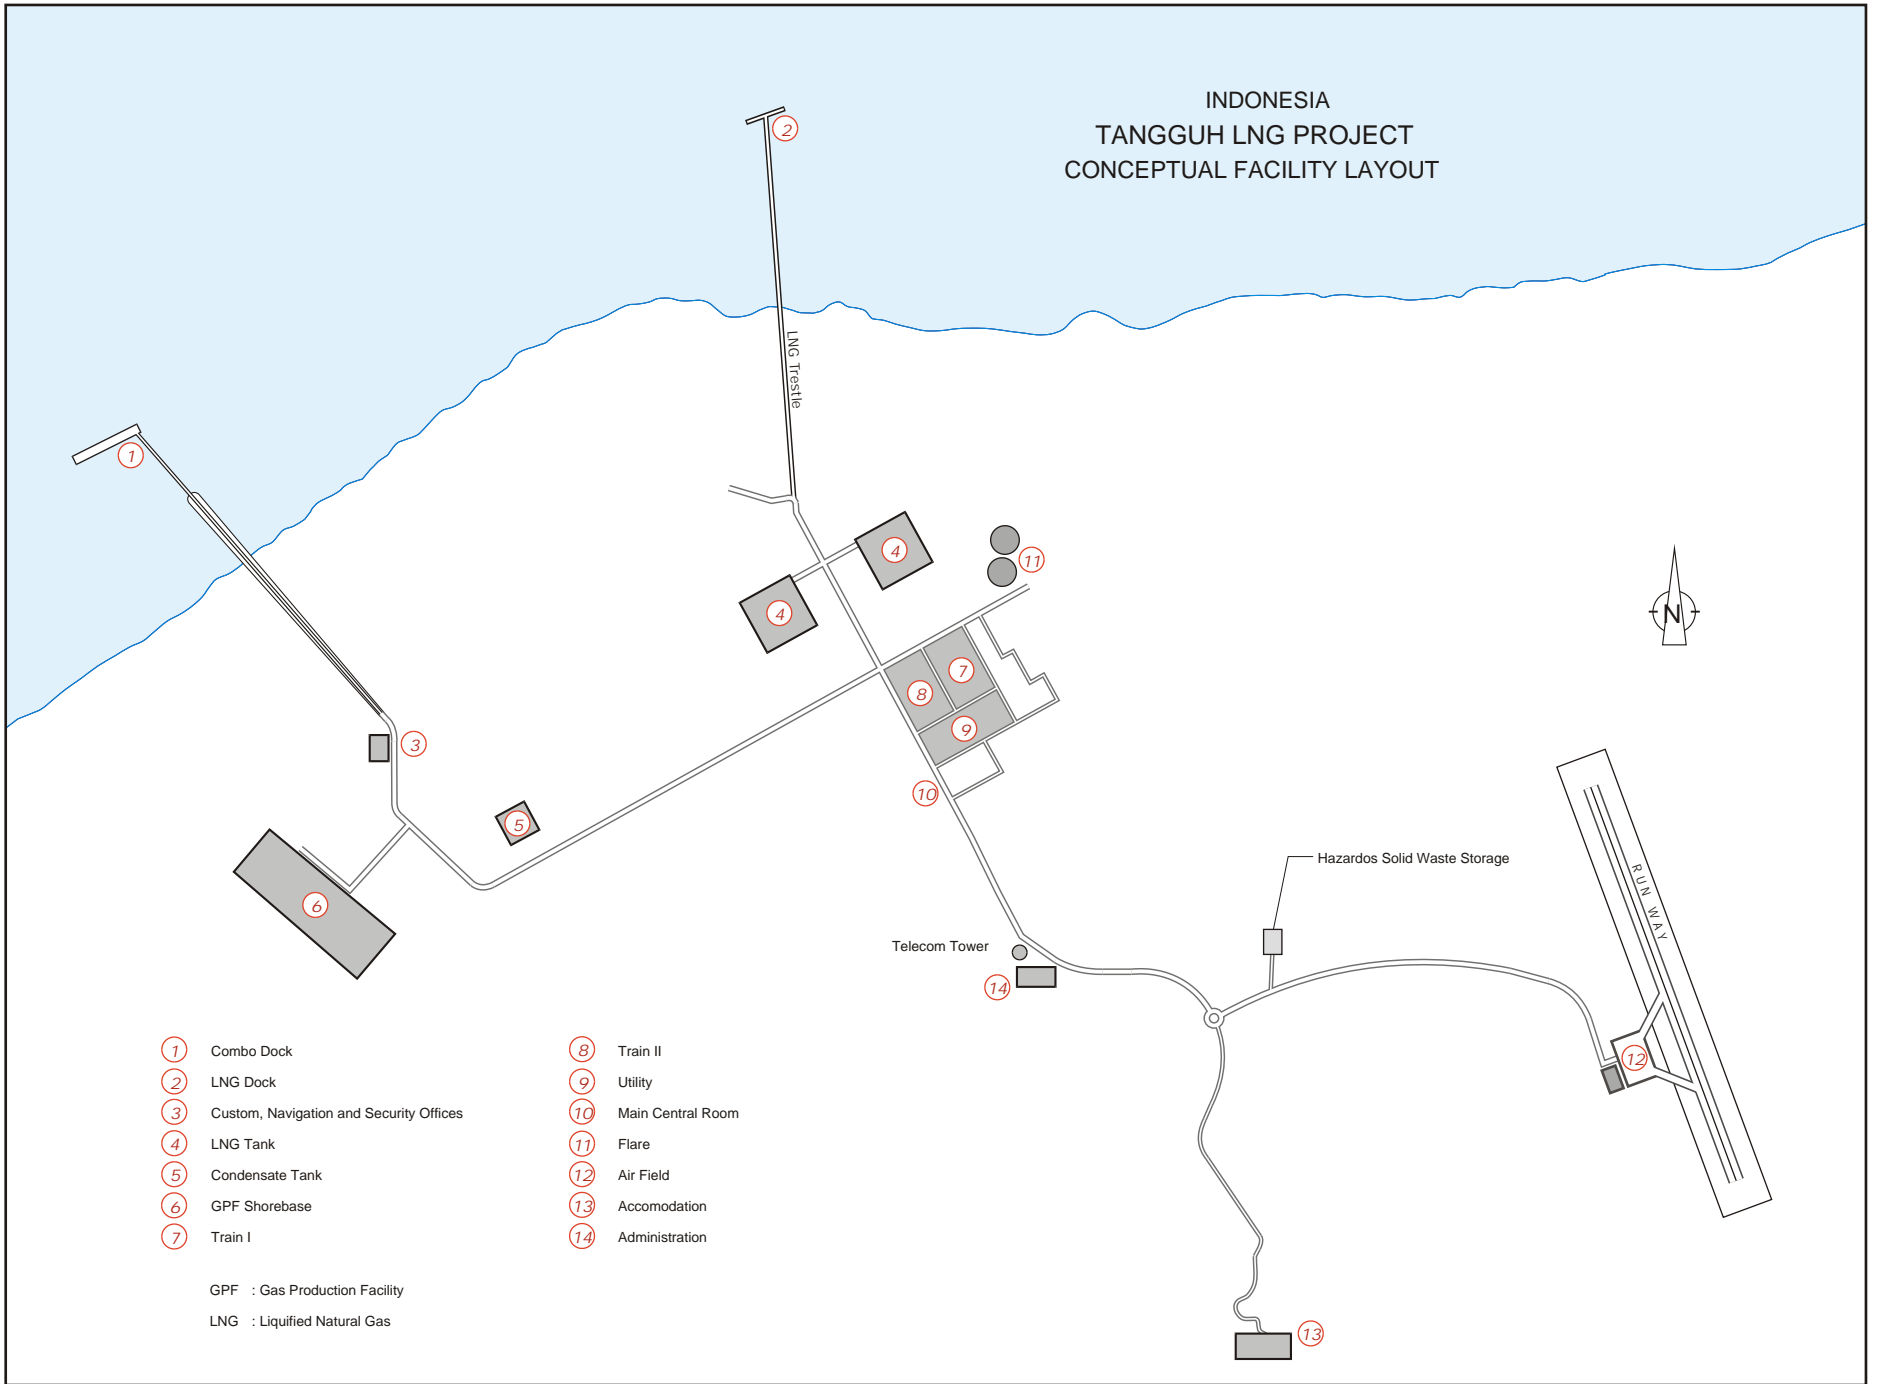 INDONESIA
TANGGUH LNG PROJECT
CONCEPTUAL FACILITY LAYOUT
2
LNG Trestle
1
4
11
4
N
7
8
9
3
10
5
Hazardos Solid Waste Storage
RUN WAY
6
Telecom Tower
14
12
13
1 Combo Dock
2 LNG Dock
3 Custom, Navigation and Security Offices
4 LNG Tank
5 Condensate Tank
6 GPF Shorebase
7 Train I
8 Train II
9 Utility
10 Main Central Room
11 Flare
12 Air Field
13 Accomodation
14 Administration
GPF : Gas Production Facility
LNG : Liquified Natural Gas